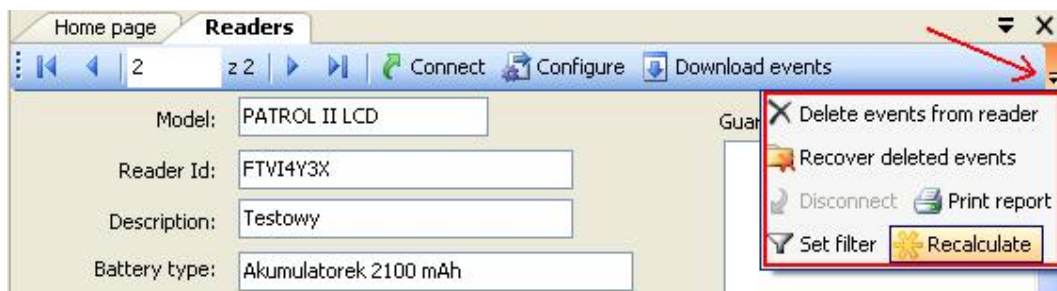 Home page Readers
2 z 2 Connect Configure Download events
Delete events from reader
Recover deleted events
Disconnect Print report
Set filter Recalculate
Model: PATROL II LCD
Reader Id: FTVI4Y3X
Description: Testowy
Battery type: Akumulatorek 2100 mAh
Guar